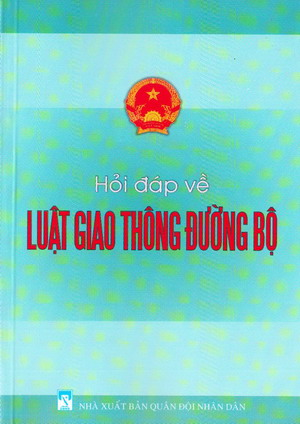 Hỏi đáp về
LUẬT GIAO THÔNG ĐƯỜNG BỘ
NHÀ XUẤT BẢN QUÂN ĐỘI NHÂN DÂN